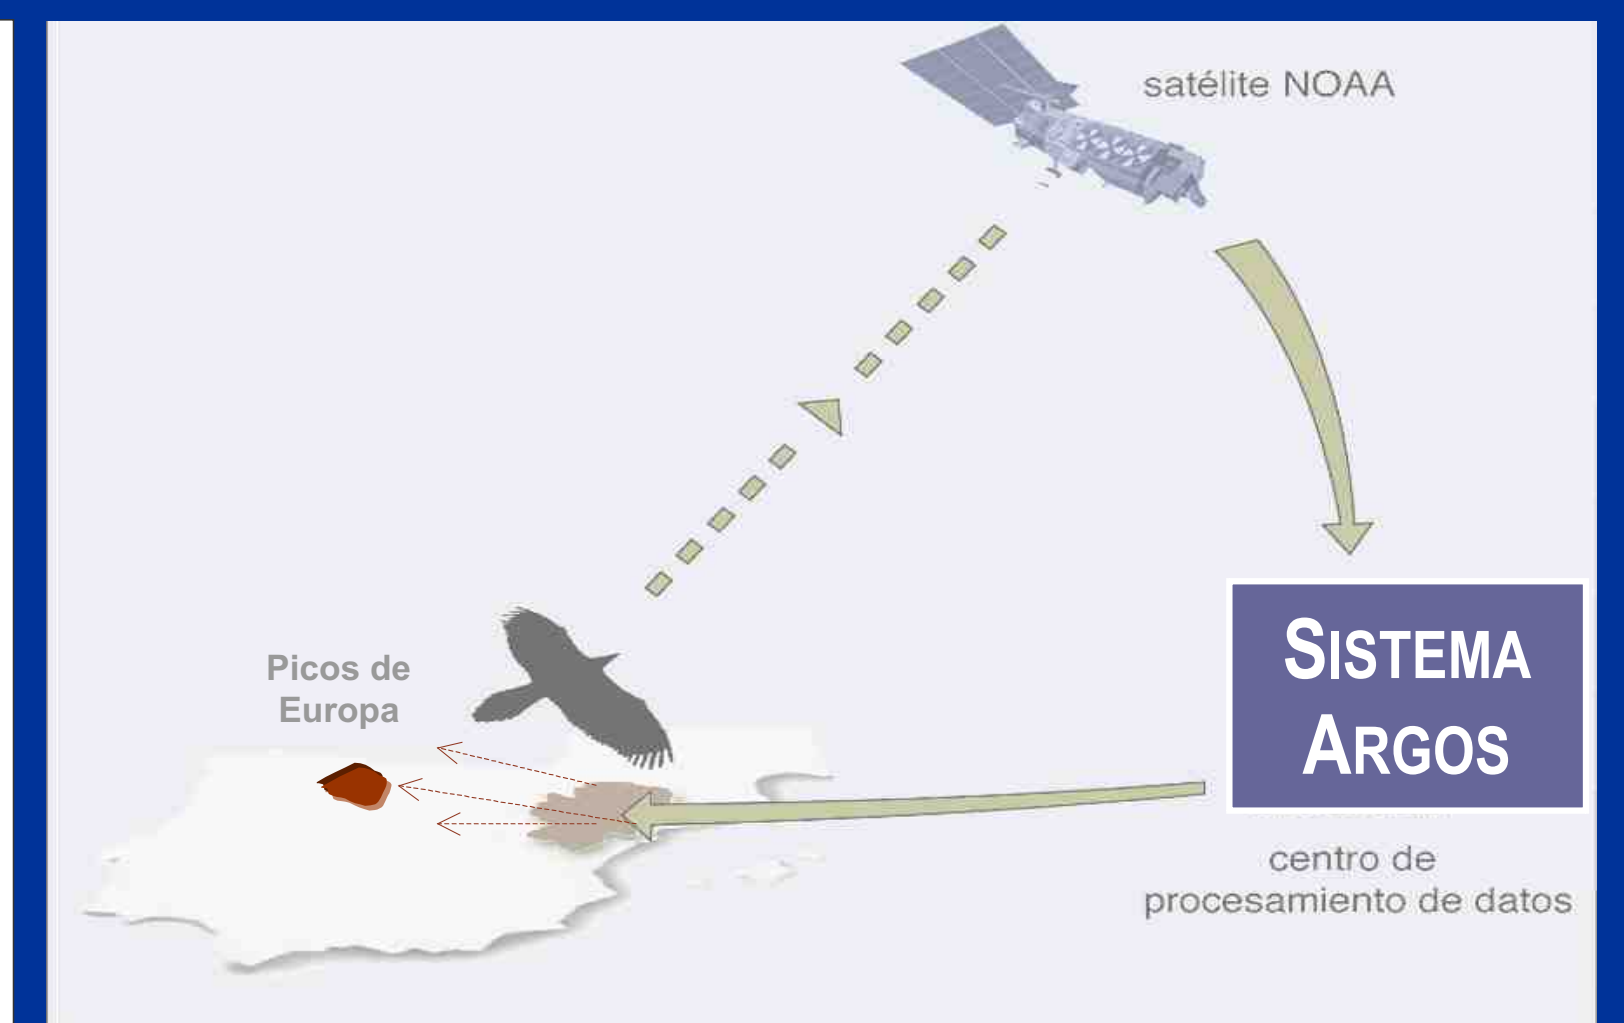 satélite NOAA
Picos de
Europa
SISTEMA
ARGOS
centro de
procesamiento de datos